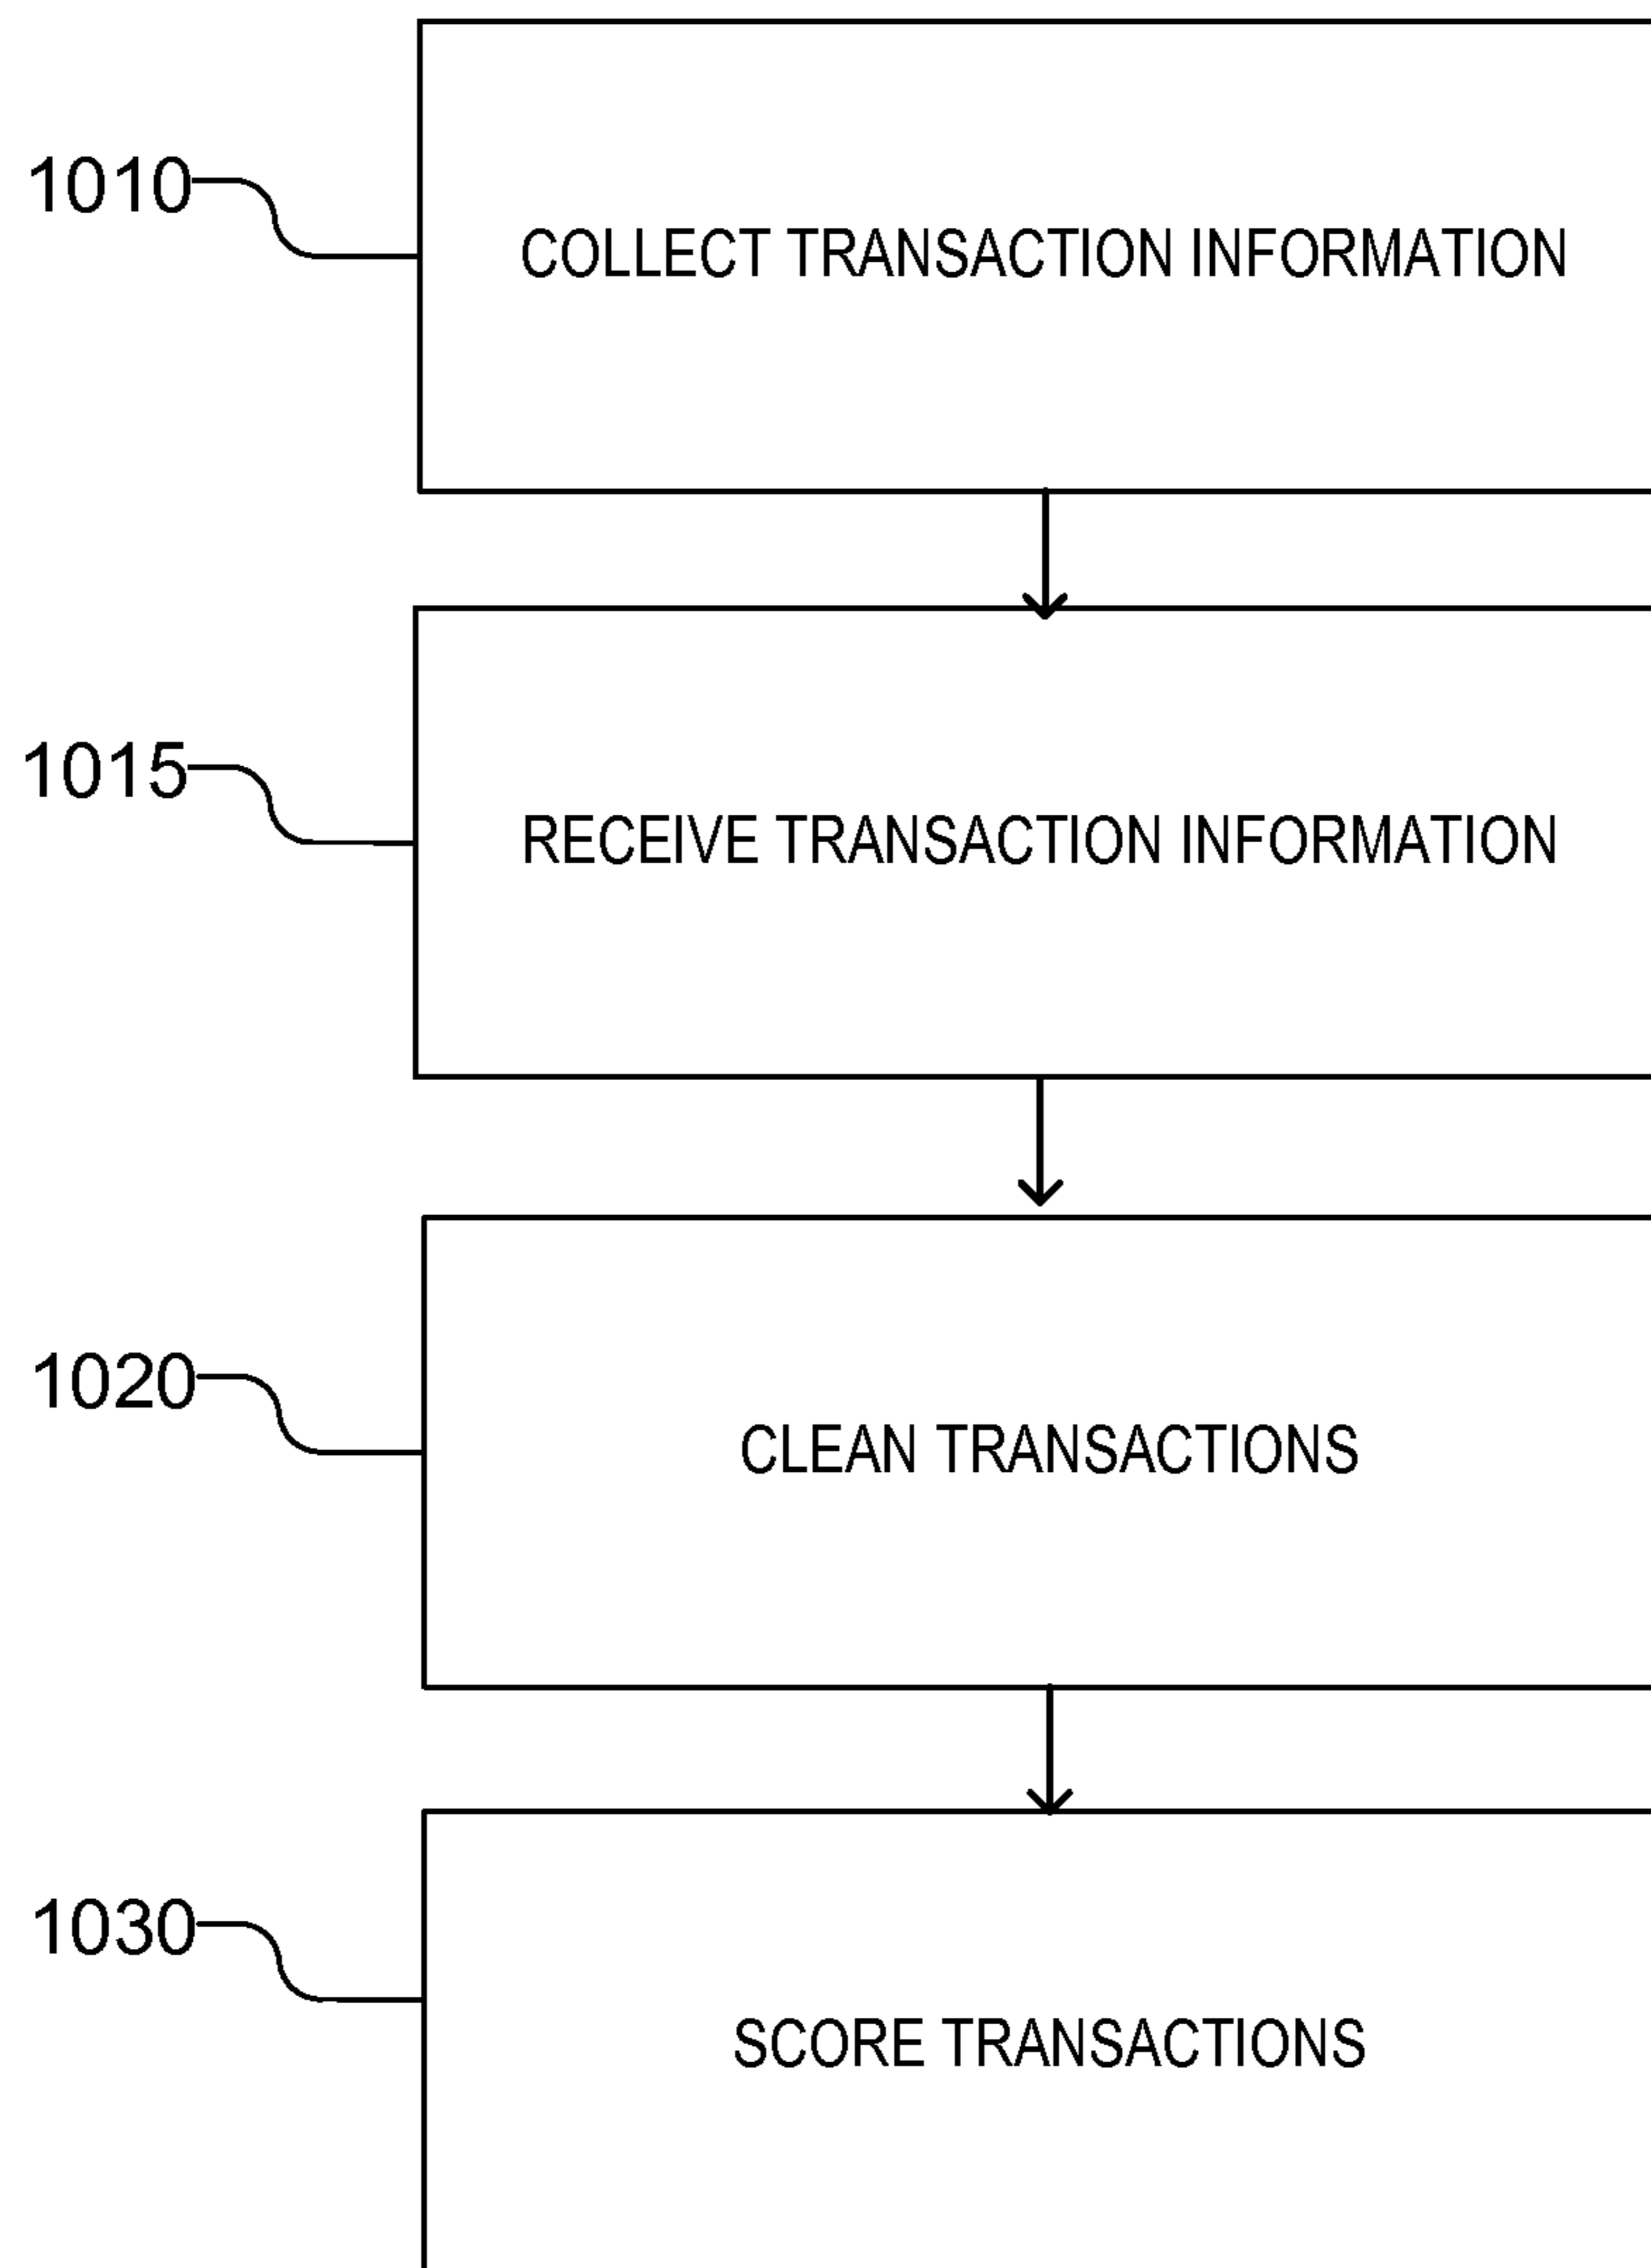 1010
COLLECT TRANSACTION INFORMATION
1015
RECEIVE TRANSACTION INFORMATION
1020
CLEAN TRANSACTIONS
1030
SCORE TRANSACTIONS